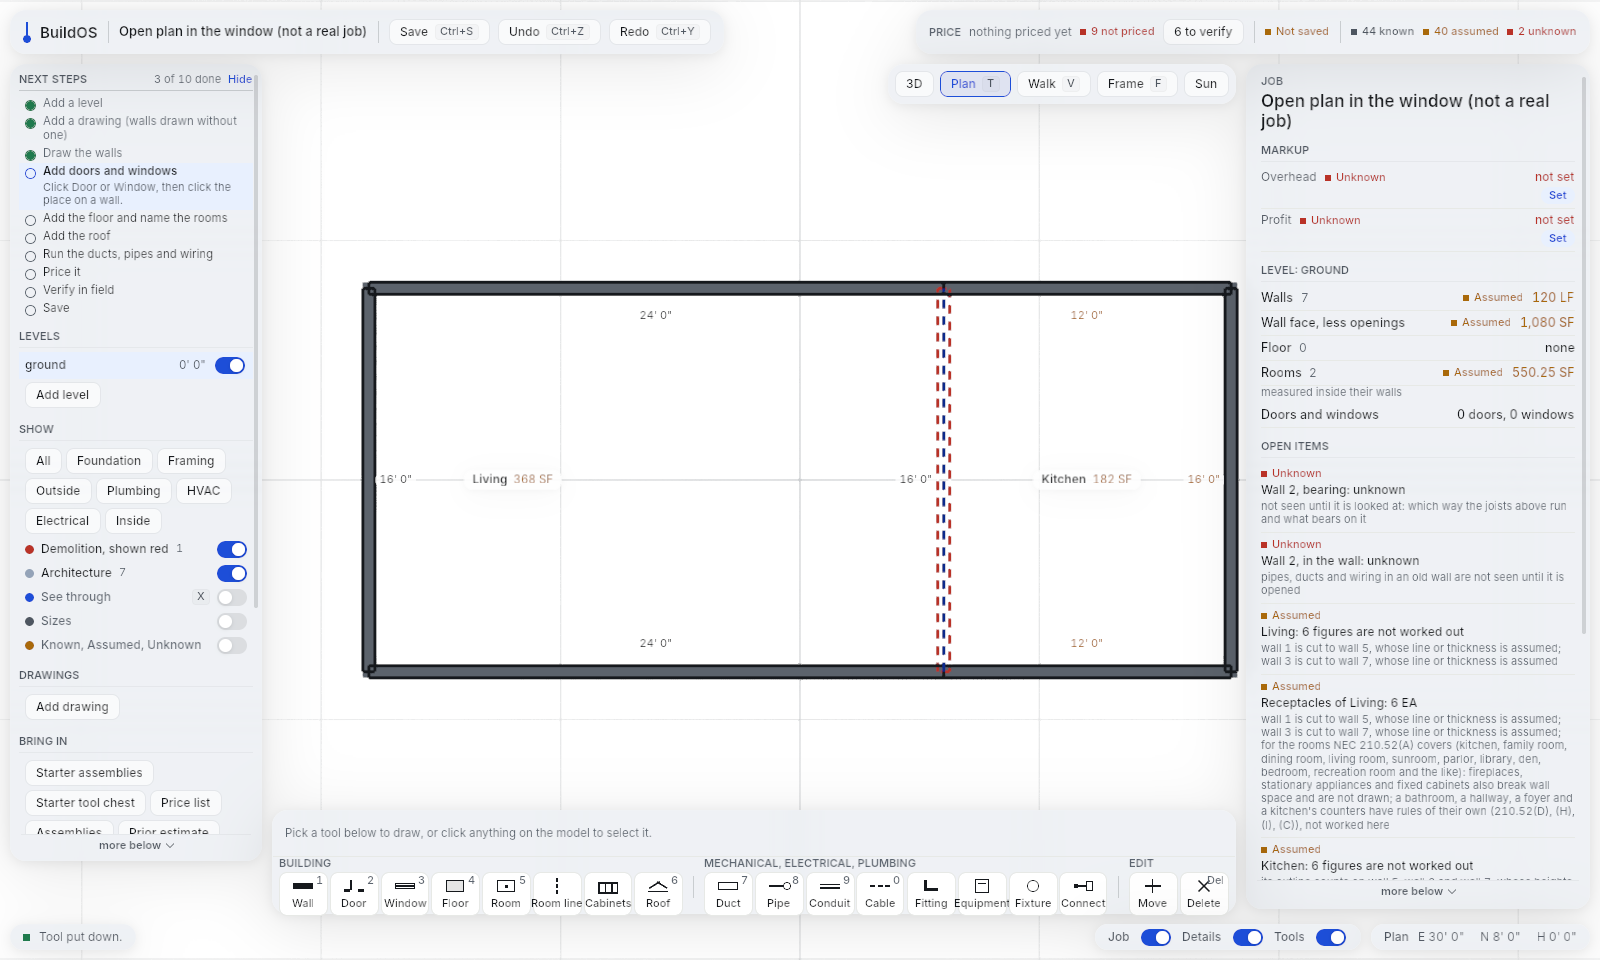 BuildOS
Open plan in the window (not a real job)
Save Ctrl+S
Undo Ctrl+Z
Redo Ctrl+Y
PRICE nothing priced yet 9 not priced
6 to verify
Not saved
44 known 40 assumed 2 unknown
3D
Plan T
Walk V
Frame F
Sun
NEXT STEPS 3 of 10 done Hide
Add a level
Add a drawing (walls drawn without
one)
Draw the walls
Add doors and windows
Click Door or Window, then click the
place on a wall.
Add the floor and name the rooms
Add the roof
Run the ducts, pipes and wiring
Price it
Verify in field
Save
LEVELS
ground 0' 0"
Add level
SHOW
All Foundation Framing
Outside Plumbing HVAC
Electrical Inside
Demolition, shown red 1
Architecture 7
See through X
Sizes
Known, Assumed, Unknown
DRAWINGS
Add drawing
BRING IN
Starter assemblies
Starter tool chest Price list
Assemblies Prior estimate
more below
24' 0" 12' 0"
16' 0" Living 368 SF 16' 0" Kitchen 182 SF 16' 0"
24' 0" 12' 0"
Pick a tool below to draw, or click anything on the model to select it.
BUILDING
Wall 1
Door 2
Window 3
Floor 4
Room 5
Room line
Cabinets
Roof 6
MECHANICAL, ELECTRICAL, PLUMBING
Duct 7
Pipe 8
Conduit 9
Cable 0
Fitting
Equipment
Fixture
Connect
EDIT
Move
Delete Del
JOB
Open plan in the window (not a real
job)
MARKUP
Overhead Unknown not set
Set
Profit Unknown not set
Set
LEVEL: GROUND
Walls 7 Assumed 120 LF
Wall face, less openings Assumed 1,080 SF
Floor 0 none
Rooms 2 Assumed 550.25 SF
measured inside their walls
Doors and windows 0 doors, 0 windows
OPEN ITEMS
Unknown
Wall 2, bearing: unknown
not seen until it is looked at: which way the joists above run
and what bears on it
Unknown
Wall 2, in the wall: unknown
pipes, ducts and wiring in an old wall are not seen until it is
opened
Assumed
Living: 6 figures are not worked out
wall 1 is cut to wall 5, whose line or thickness is assumed;
wall 3 is cut to wall 7, whose line or thickness is assumed
Assumed
Receptacles of Living: 6 EA
wall 1 is cut to wall 5, whose line or thickness is assumed;
wall 3 is cut to wall 7, whose line or thickness is assumed;
for the rooms NEC 210.52(A) covers (kitchen, family room,
dining room, living room, sunroom, parlor, library, den,
bedroom, recreation room and the like): fireplaces,
stationary appliances and fixed cabinets also break wall
space and are not drawn; a bathroom, a hallway, a foyer and
a kitchen's counters have rules of their own (210.52(D), (H),
(I), (C)), not worked here
Assumed
Kitchen: 6 figures are not worked out
more below
Tool put down.
Job Details Tools
Plan E 30' 0" N 8' 0" H 0' 0"